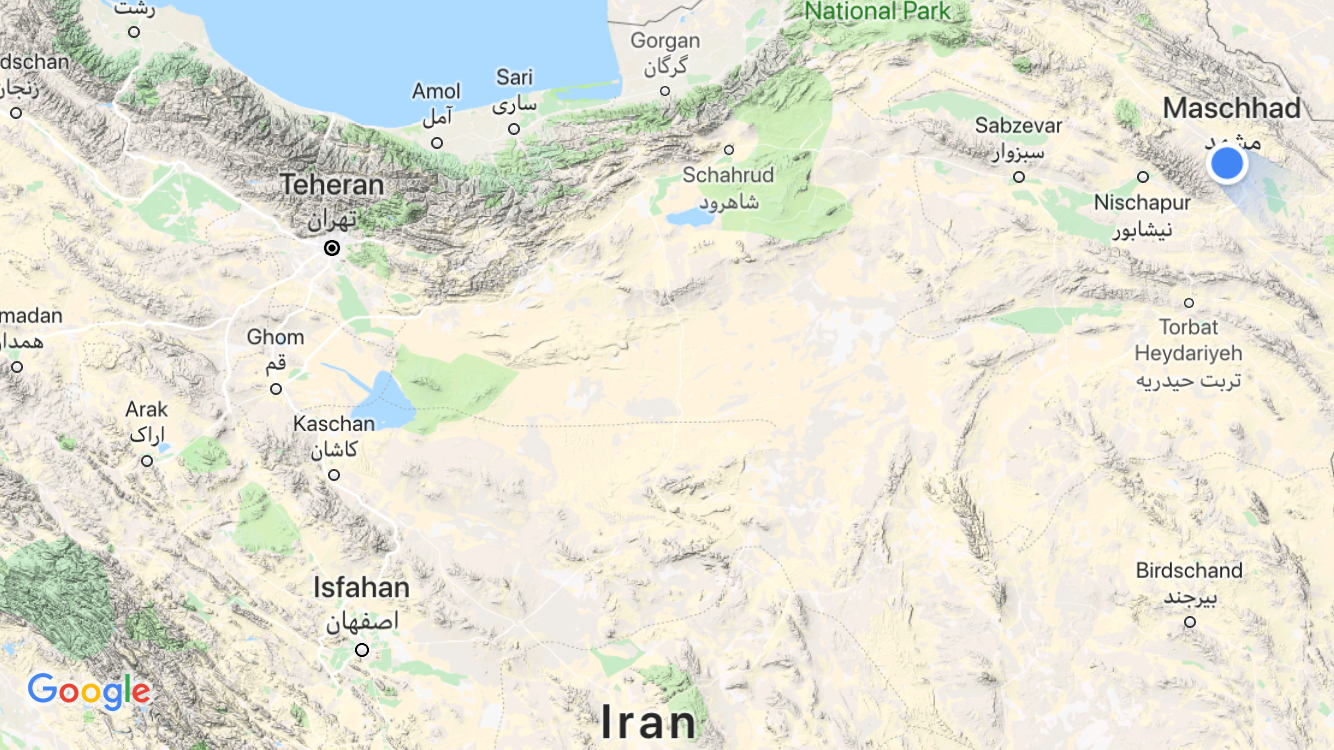 رشت
National Park
Gorgan
گرگان
dschan
زنجان
Amol
آمل
Sari
ساری
Maschhad
مشهد
Sabzevar
سبزوار
Schahrud
شاهرود
Teheran
تهران
Nischapur
نیشابور
madan
همدا
Ghom
قم
Torbat
Heydariyeh
تربت حیدریه
Arak
اراک
Kaschan
کاشان
Birdschand
بیرجند
Isfahan
اصفهان
Google
Iran